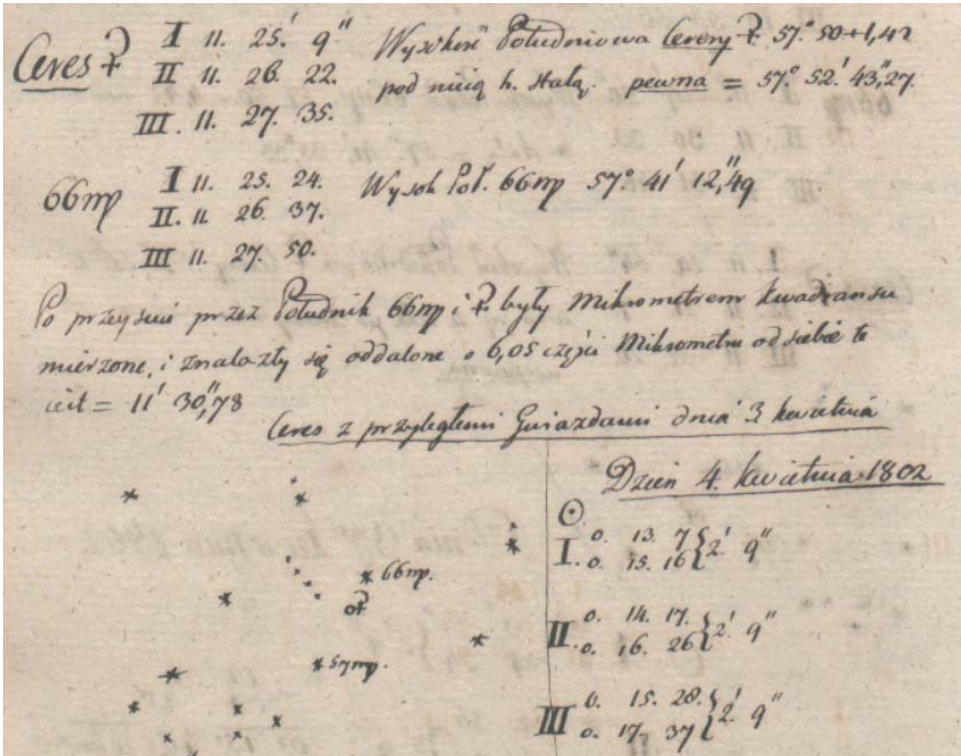 Ceres ⚳ I 11. 25.' 9" Wysokość Południowa Cerery ⚳ 57.° 50+1,42
II 11. 26. 22. pod nicią h. stałą. pewna = 57.° 52.' 43,"27.
III. 11. 27. 35.
66♍ I 11. 25. 24. Wysok Poł. 66♍ 57.° 41' 12,"49
II. 11. 26. 37.
III 11. 27. 50.
Po przeyściu przez Południk 66♍ i ⚳ były Mikrometrem Kwadransu
mierzone, i znalazły się oddalone o 6,05 części Mikrometru od siebie to
iest = 11' 30,"78
Ceres z przyległemi Gwiazdami dnia 3 kwietnia
66♍.
⚳
57♍.
Dzień 4. kwietnia 1802
☉
I. 0. 13. 7 } 2.' 9"
0. 15. 16
II. 0. 14. 17. } 2.' 9"
0. 16. 26
III 0. 15. 28. } 2.' 9"
0. 17. 37